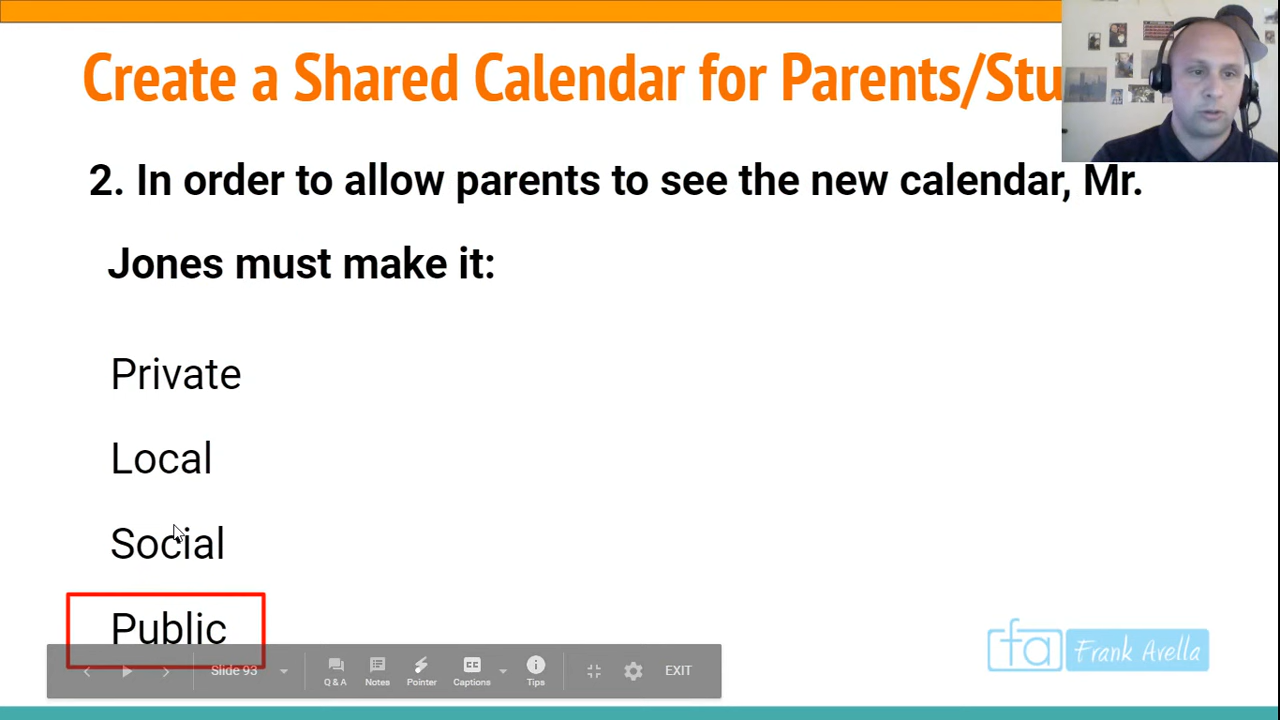 Create a Shared Calendar for Parents/Stu
2. In order to allow parents to see the new calendar, Mr.
Jones must make it:
Private
Local
Social
Public
Slide 93
Q & A
Notes
Pointer
CC
Captions
Tips
EXIT
fa Frank Avella